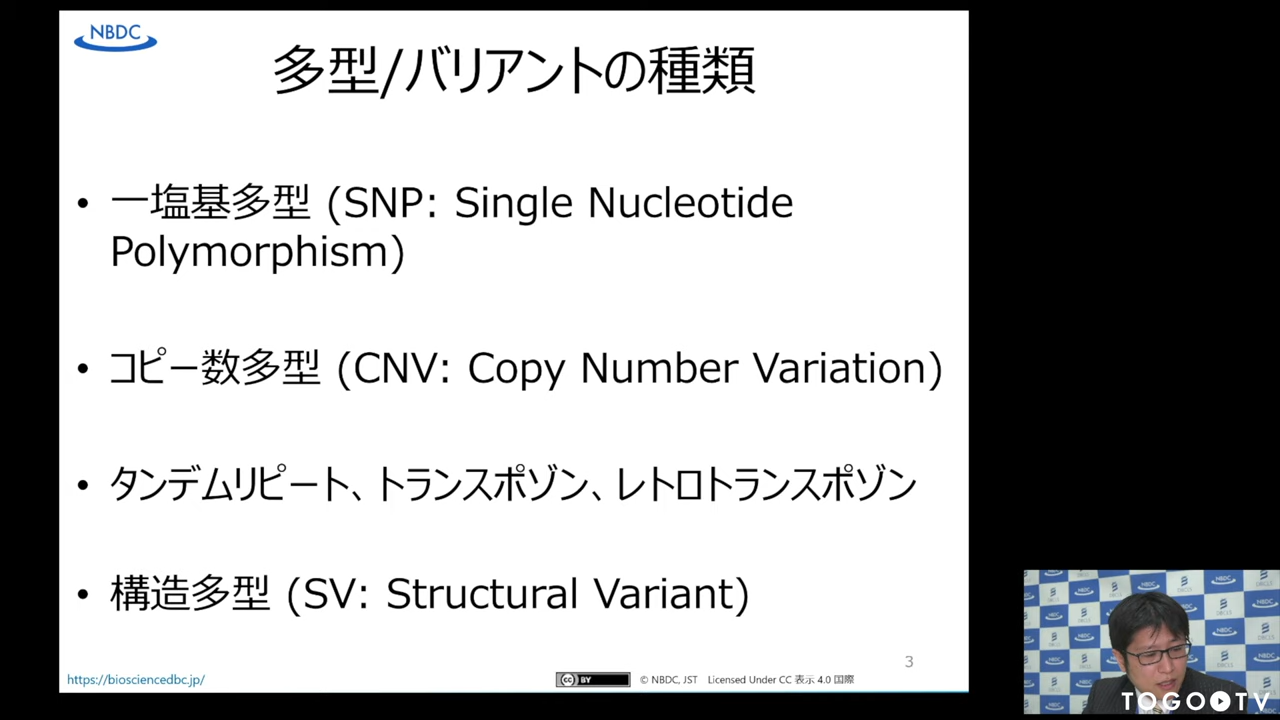 NBDC
多型/バリアントの種類
• 一塩基多型 (SNP: Single Nucleotide
Polymorphism)
• コピー数多型 (CNV: Copy Number Variation)
• タンデムリピート、トランスポゾン、レトロトランスポゾン
• 構造多型 (SV: Structural Variant)
3
https://biosciencedbc.jp/
cc BY
© NBDC, JST Licensed Under CC 表示 4.0 国際
NBDC
DBCLS
TOGO TV